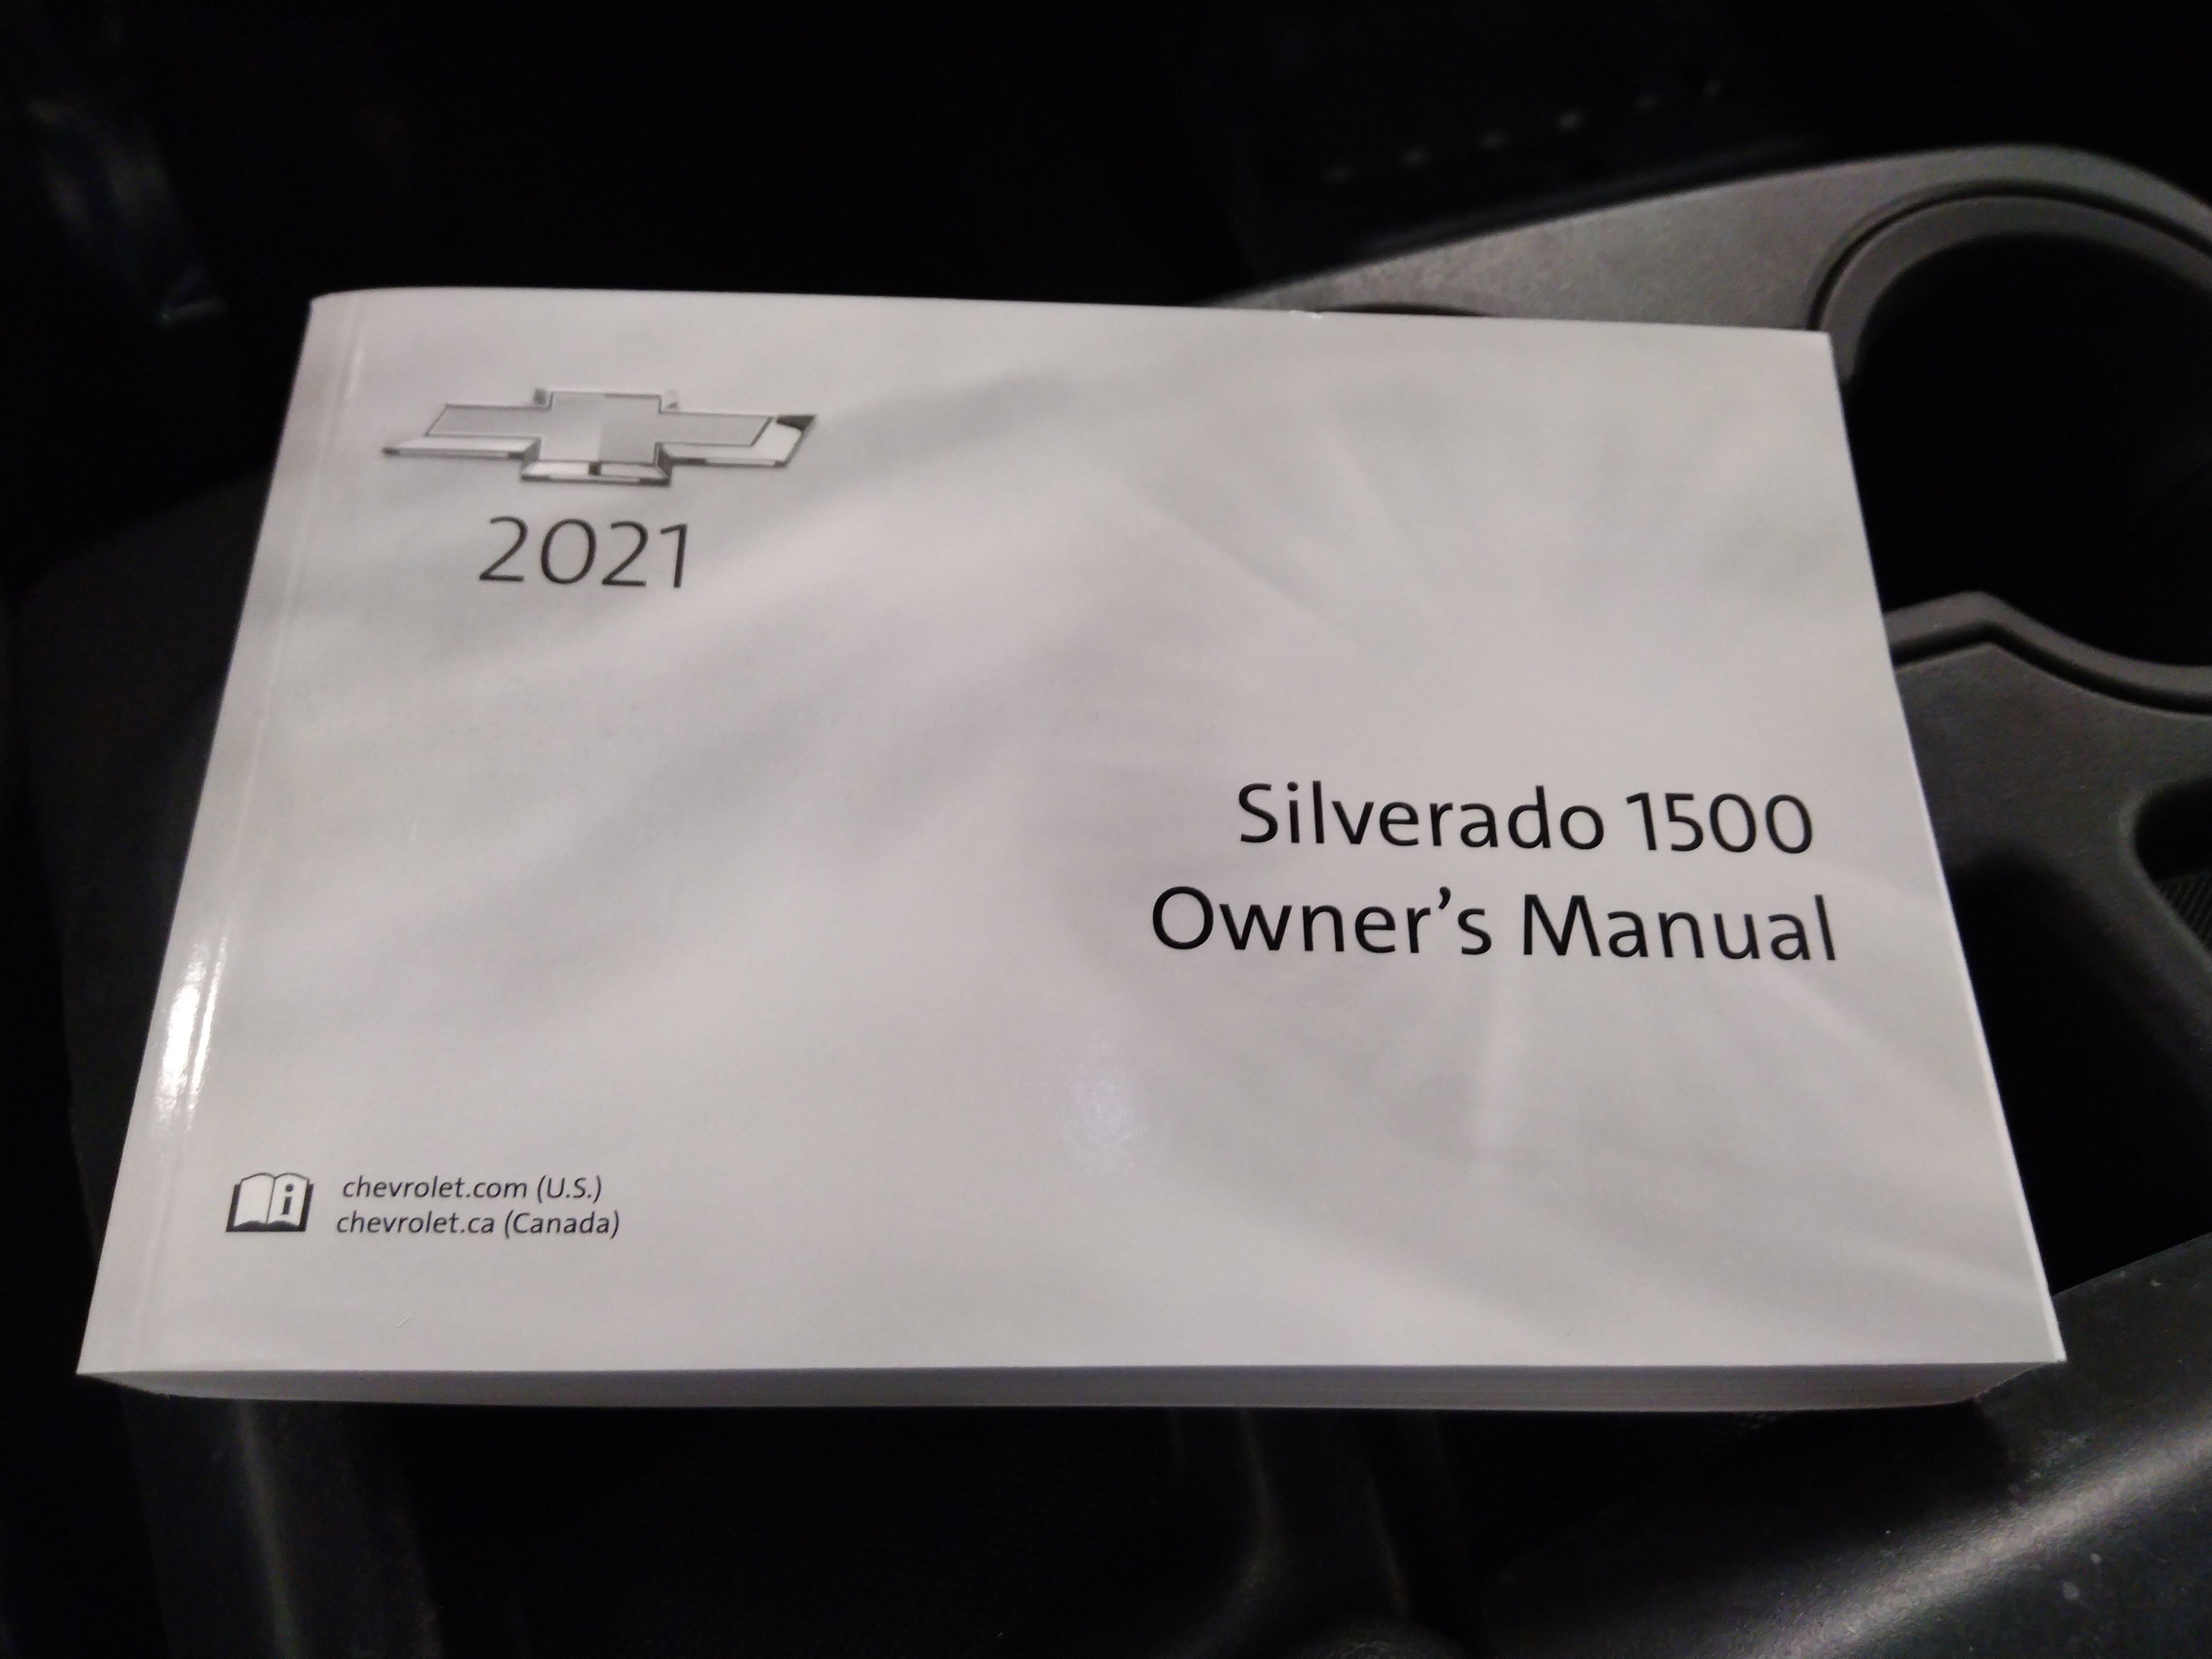 2021
Silverado 1500
Owner’s Manual
chevrolet.com (U.S.)
chevrolet.ca (Canada)